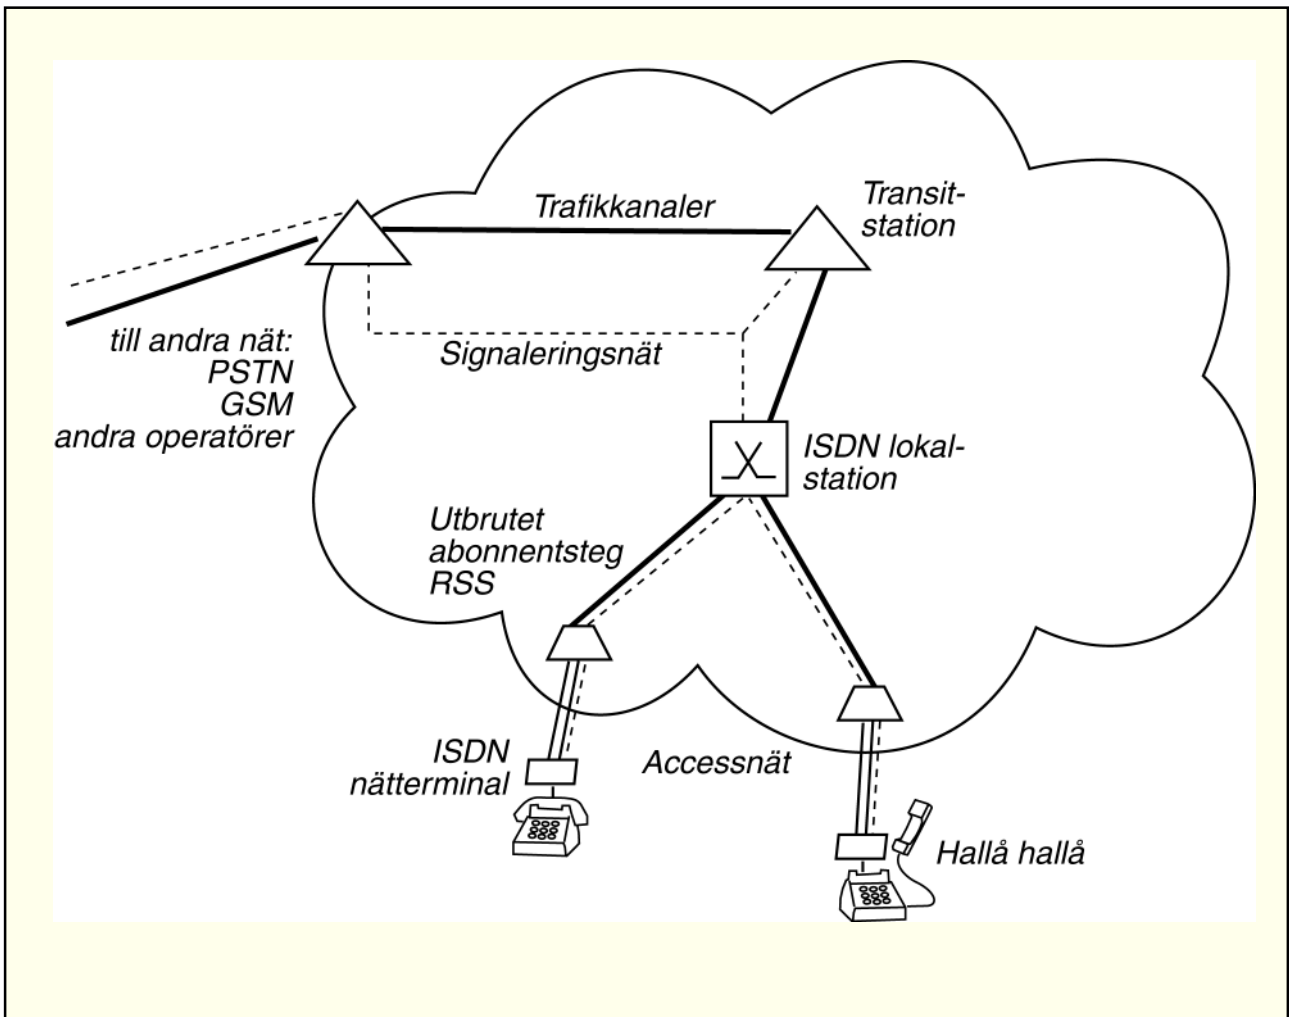 Trafikkanaler
Transit-
station
till andra nät:
PSTN
GSM
andra operatörer
Signaleringsnät
ISDN lokal-
station
Utbrutet
abonnentsteg
RSS
ISDN
nätterminal
Accessnät
Hallå hallå